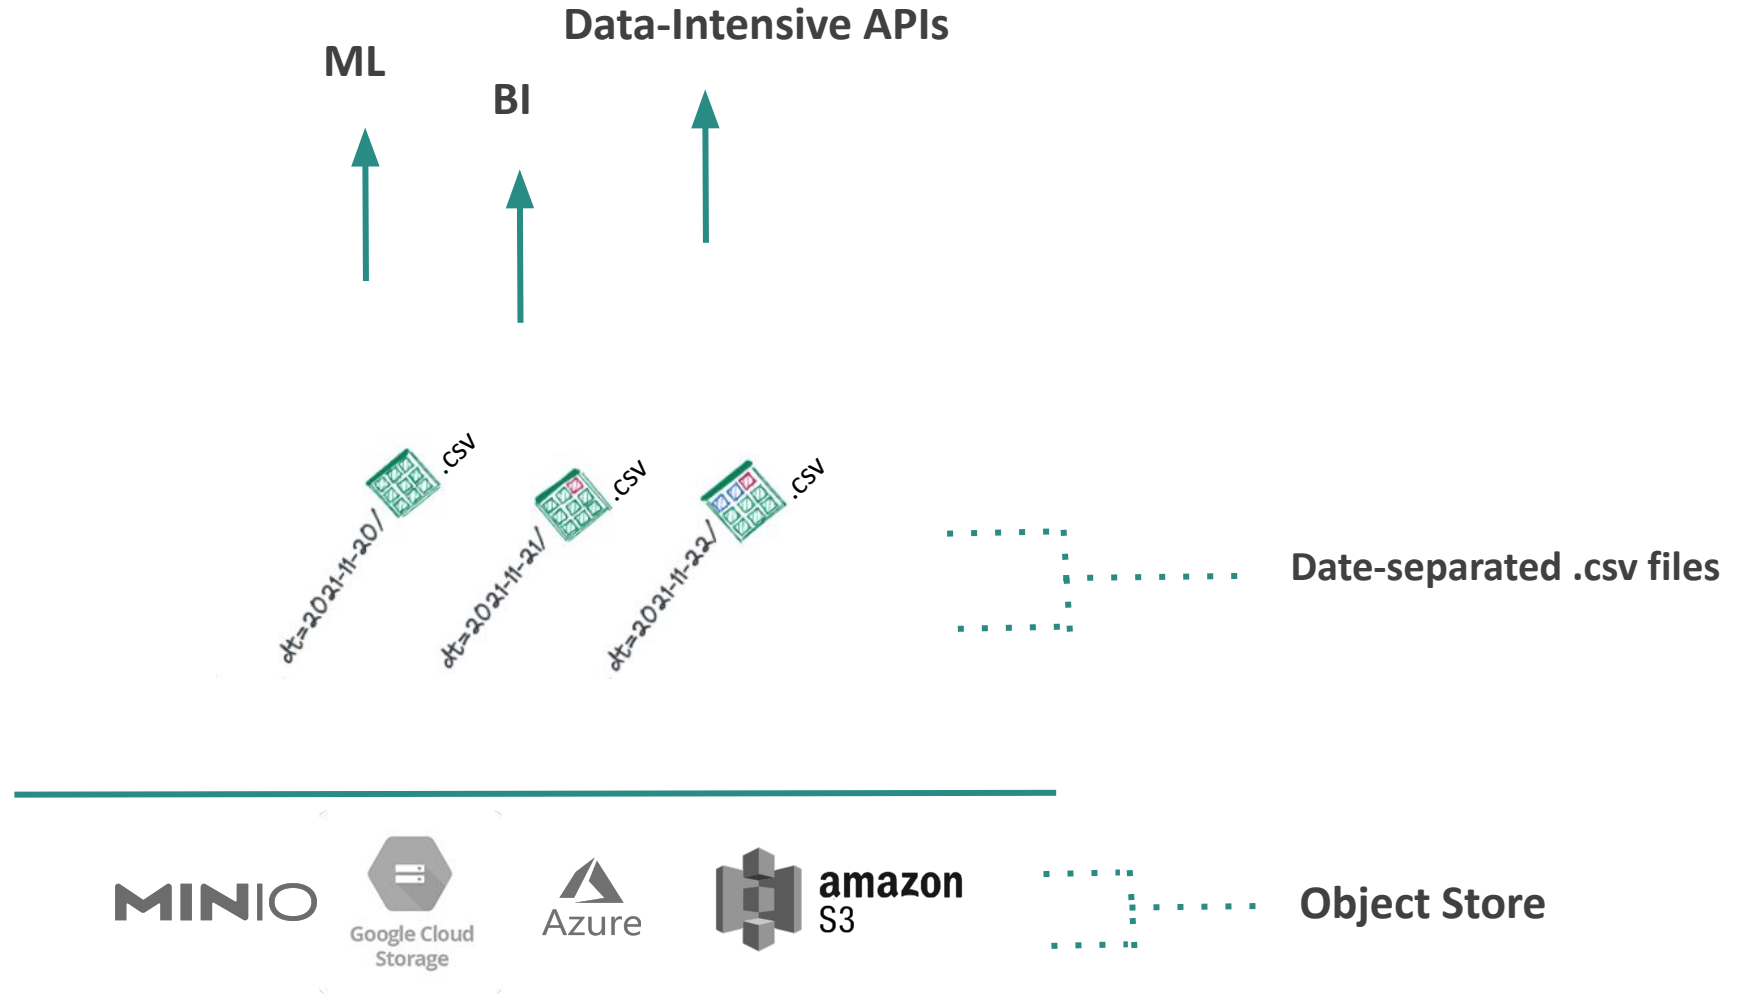 Data-Intensive APIs
ML
BI
.csv
.csv
.csv
dt=2021-11-20/
dt=2021-11-21/
dt=2021-11-22/
Date-separated .csv files
MINIO
Google Cloud
Storage
Azure
amazon
S3
Object Store